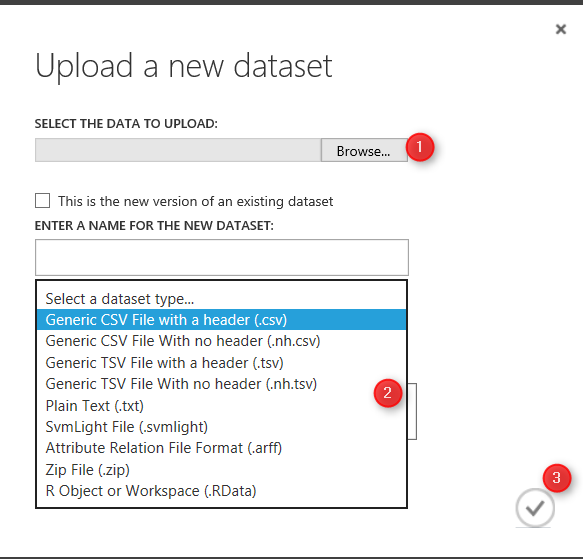 Upload a new dataset
SELECT THE DATA TO UPLOAD:
Browse... 1
This is the new version of an existing dataset
ENTER A NAME FOR THE NEW DATASET:
Select a dataset type...
Generic CSV File with a header (.csv)
Generic CSV File With no header (.nh.csv)
Generic TSV File with a header (.tsv)
Generic TSV File With no header (.nh.tsv)
2
Plain Text (.txt)
SvmLight File (.svmlight)
Attribute Relation File Format (.arff)
Zip File (.zip)
R Object or Workspace (.RData)
3